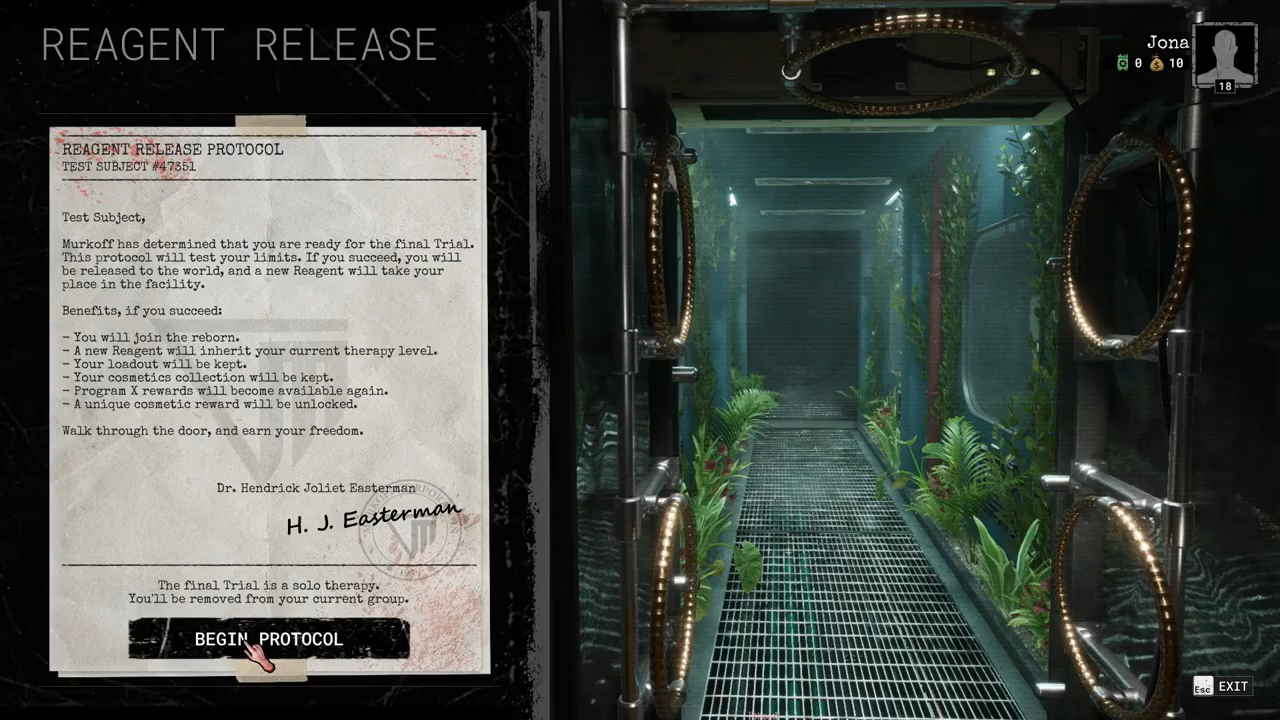 REAGENT RELEASE
Jona
0 10
18
REAGENT RELEASE PROTOCOL
TEST SUBJECT #47351
Test Subject,
Murkoff has determined that you are ready for the final Trial.
This protocol will test your limits. If you succeed, you will
be released to the world, and a new Reagent will take your
place in the facility.
Benefits, if you succeed:
- You will join the reborn.
- A new Reagent will inherit your current therapy level.
- Your loadout will be kept.
- Your cosmetics collection will be kept.
- Program X rewards will become available again.
- A unique cosmetic reward will be unlocked.
Walk through the door, and earn your freedom.
Dr. Hendrick Joliet Easterman
H. J. Easterman
The final Trial is a solo therapy.
You'll be removed from your current group.
BEGIN PROTOCOL
Esc EXIT